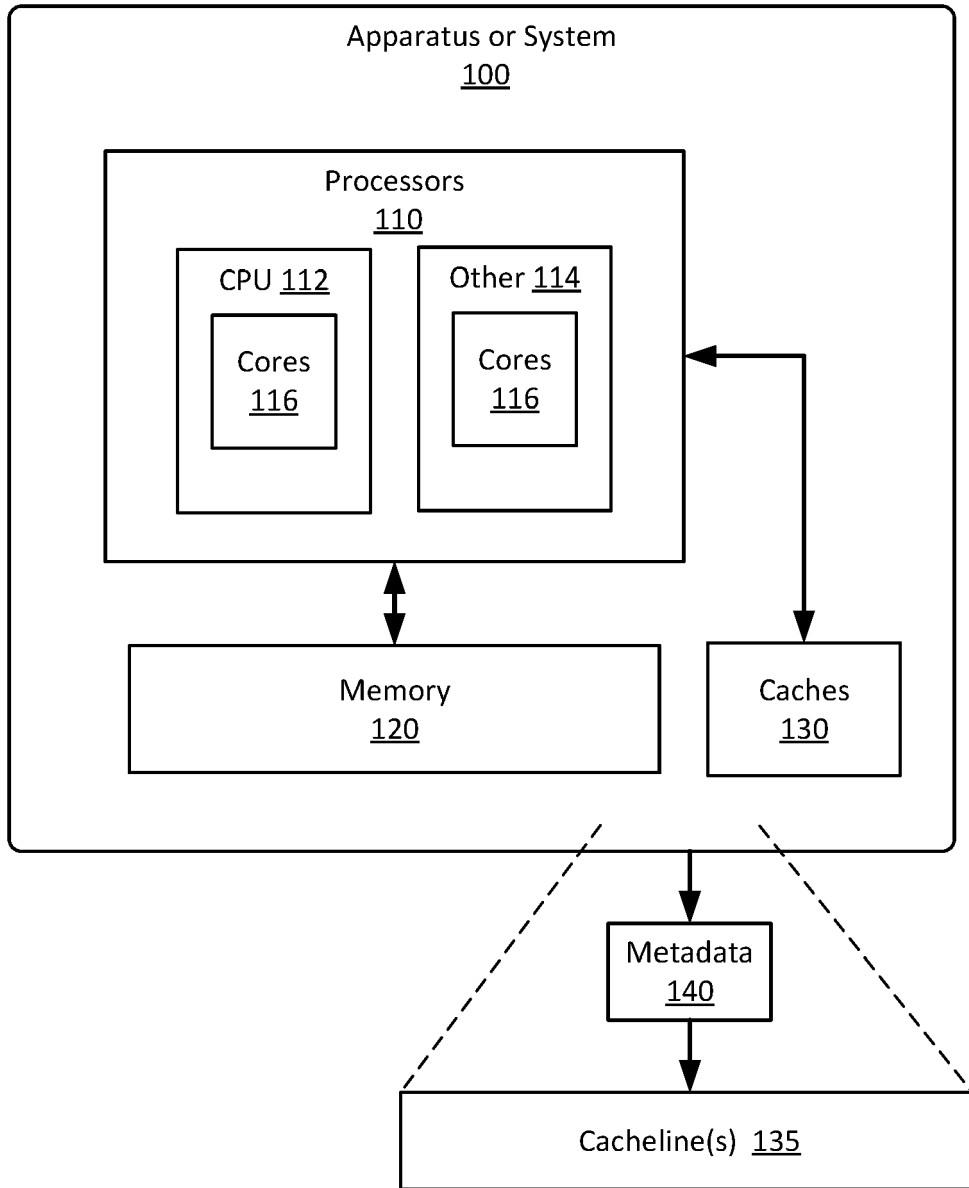 Apparatus or System
100
Processors
110
CPU 112
Cores
116
Other 114
Cores
116
Memory
120
Caches
130
Metadata
140
Cacheline(s) 135